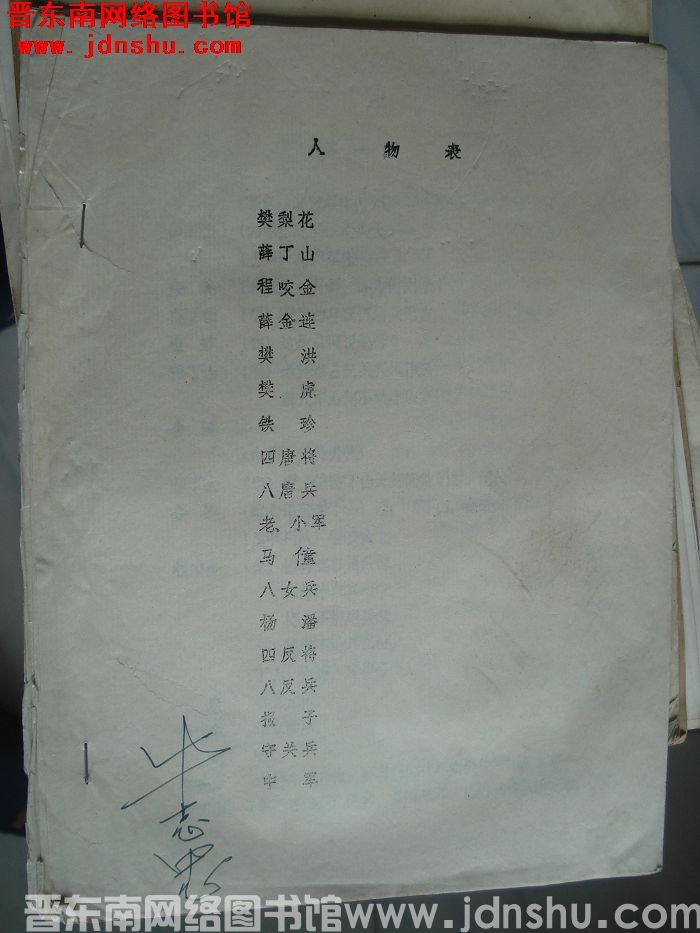 晋东南网络图书馆
www.jdnshu.com
人物表
樊梨花
薛丁山
程咬金
薛金莲
樊洪
樊虎
铁珍
四唐将
八唐兵
老、小军
马僮
八女兵
杨潘
四反将
八反兵
报子
守关兵
中军
志
晋东南网络图书馆www.jdnshu.com